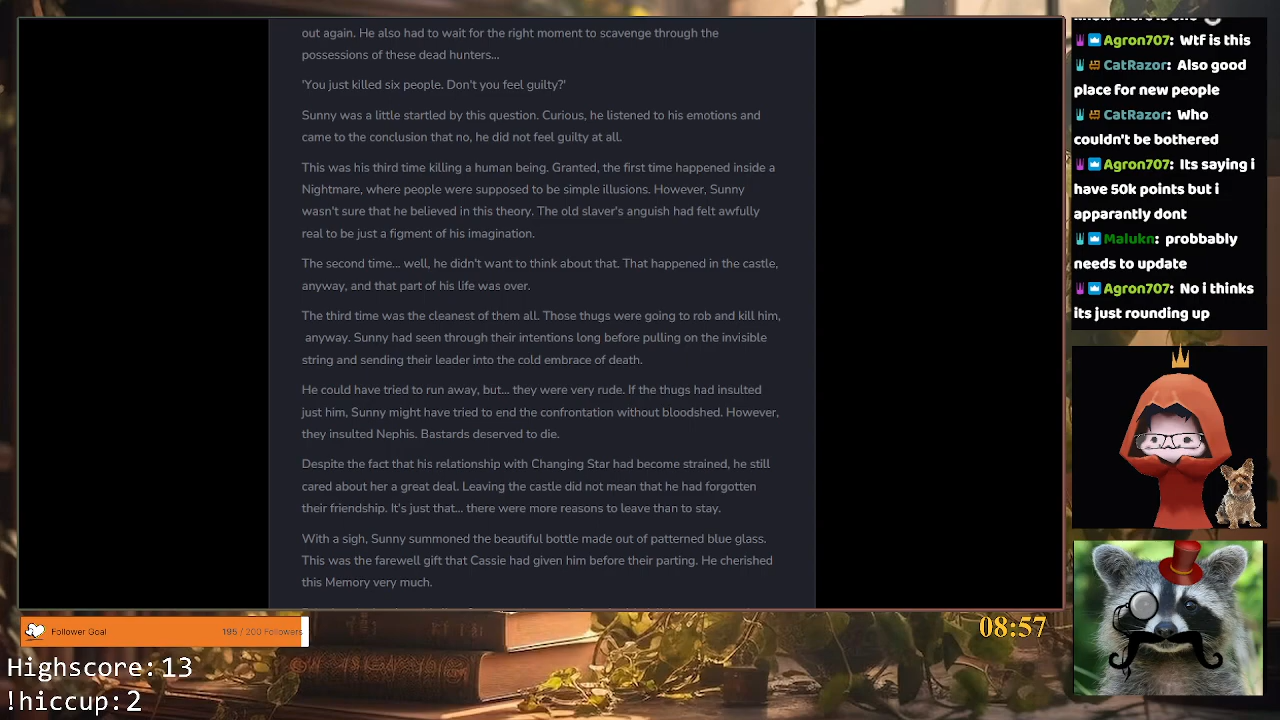 out again. He also had to wait for the right moment to scavenge through the
possessions of these dead hunters...
'You just killed six people. Don't you feel guilty?'
Sunny was a little startled by this question. Curious, he listened to his emotions and
came to the conclusion that no, he did not feel guilty at all.
This was his third time killing a human being. Granted, the first time happened inside a
Nightmare, where people were supposed to be simple illusions. However, Sunny
wasn't sure that he believed in this theory. The old slaver's anguish had felt awfully
real to be just a figment of his imagination.
The second time... well, he didn't want to think about that. That happened in the castle,
anyway, and that part of his life was over.
The third time was the cleanest of them all. Those thugs were going to rob and kill him,
anyway. Sunny had seen through their intentions long before pulling on the invisible
string and sending their leader into the cold embrace of death.
He could have tried to run away, but... they were very rude. If the thugs had insulted
just him, Sunny might have tried to end the confrontation without bloodshed. However,
they insulted Nephis. Bastards deserved to die.
Despite the fact that his relationship with Changing Star had become strained, he still
cared about her a great deal. Leaving the castle did not mean that he had forgotten
their friendship. It's just that... there were more reasons to leave than to stay.
With a sigh, Sunny summoned the beautiful bottle made out of patterned blue glass.
This was the farewell gift that Cassie had given him before their parting. He cherished
this Memory very much.
Agron707: Wtf is this
CatRazor: Also good
place for new people
CatRazor: Who
couldn't be bothered
Agron707: Its saying i
have 50k points but i
apparantly dont
Malukn: probbably
needs to update
Agron707: No i thinks
its just rounding up
Follower Goal
195 / 200 Followers
08:57
Highscore:13
!hiccup:2